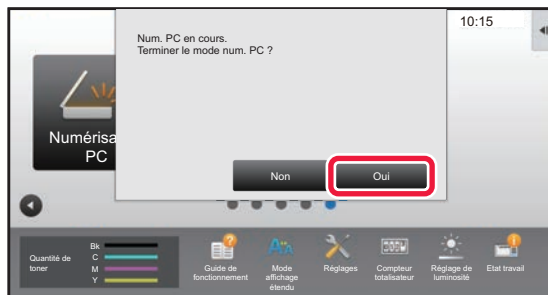 10:15
Num. PC en cours.
Terminer le mode num. PC ?
Numérisa
PC
Non
Oui
Quantité de
toner
Bk
C
M
Y
Guide de
fonctionnement
Mode
affichage
étendu
Réglages
Compteur
totalisateur
Réglage de
luminosité
Etat travail